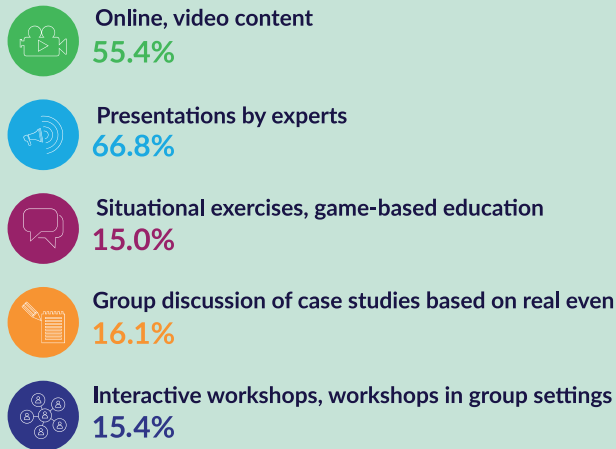 Online, video content
55.4%
Presentations by experts
66.8%
Situational exercises, game-based education
15.0%
Group discussion of case studies based on real even
16.1%
Interactive workshops, workshops in group settings
15.4%